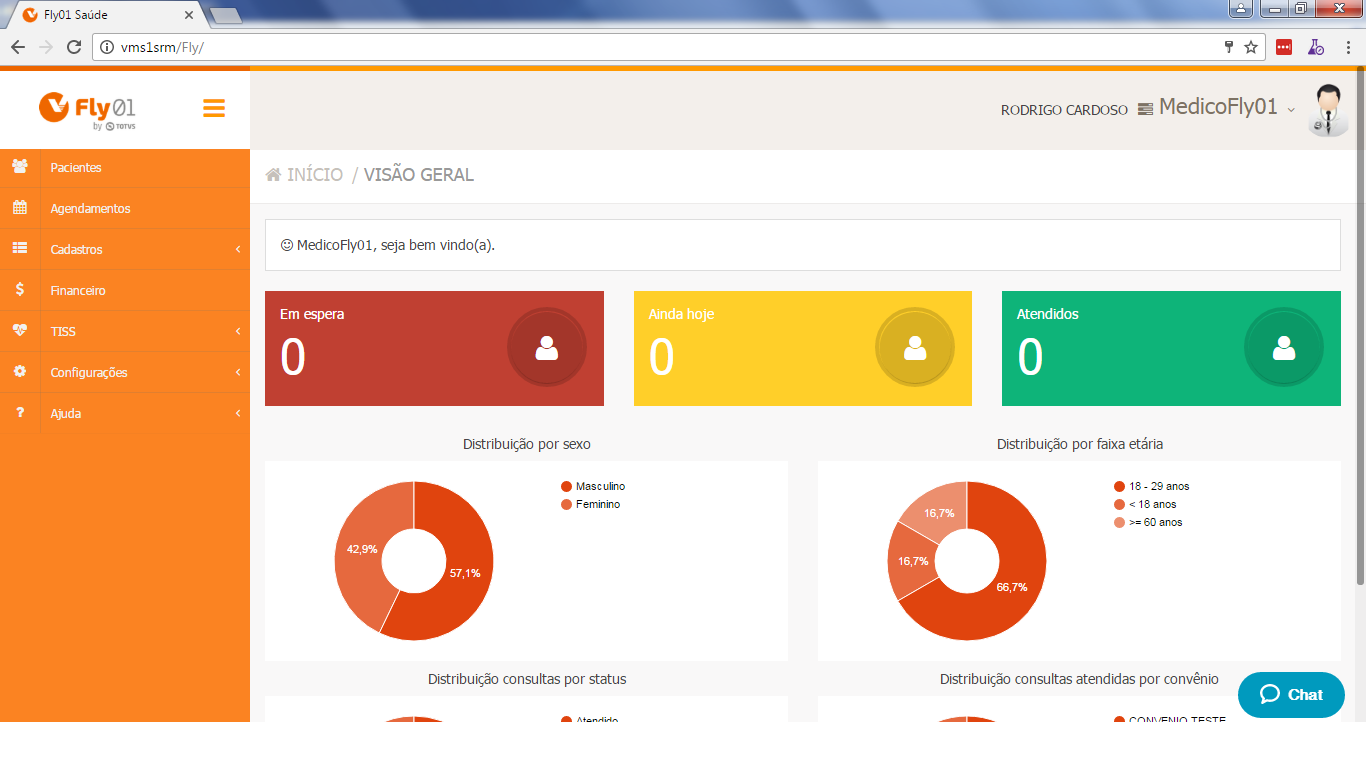 Fly01 Saúde
vms1srm/Fly/
Fly01
by TOTVS
RODRIGO CARDOSO MedicoFly01
Pacientes
Agendamentos
Cadastros
Financeiro
TISS
Configurações
Ajuda
INÍCIO / VISÃO GERAL
MedicoFly01, seja bem vindo(a).
Em espera
0
Ainda hoje
0
Atendidos
0
Distribuição por sexo
Masculino
Feminino
42,9%
57,1%
Distribuição por faixa etária
18 - 29 anos
< 18 anos
>= 60 anos
16,7%
16,7%
66,7%
Distribuição consultas por status
Atendido
Distribuição consultas atendidas por convênio
CONVENIO TESTE
Chat